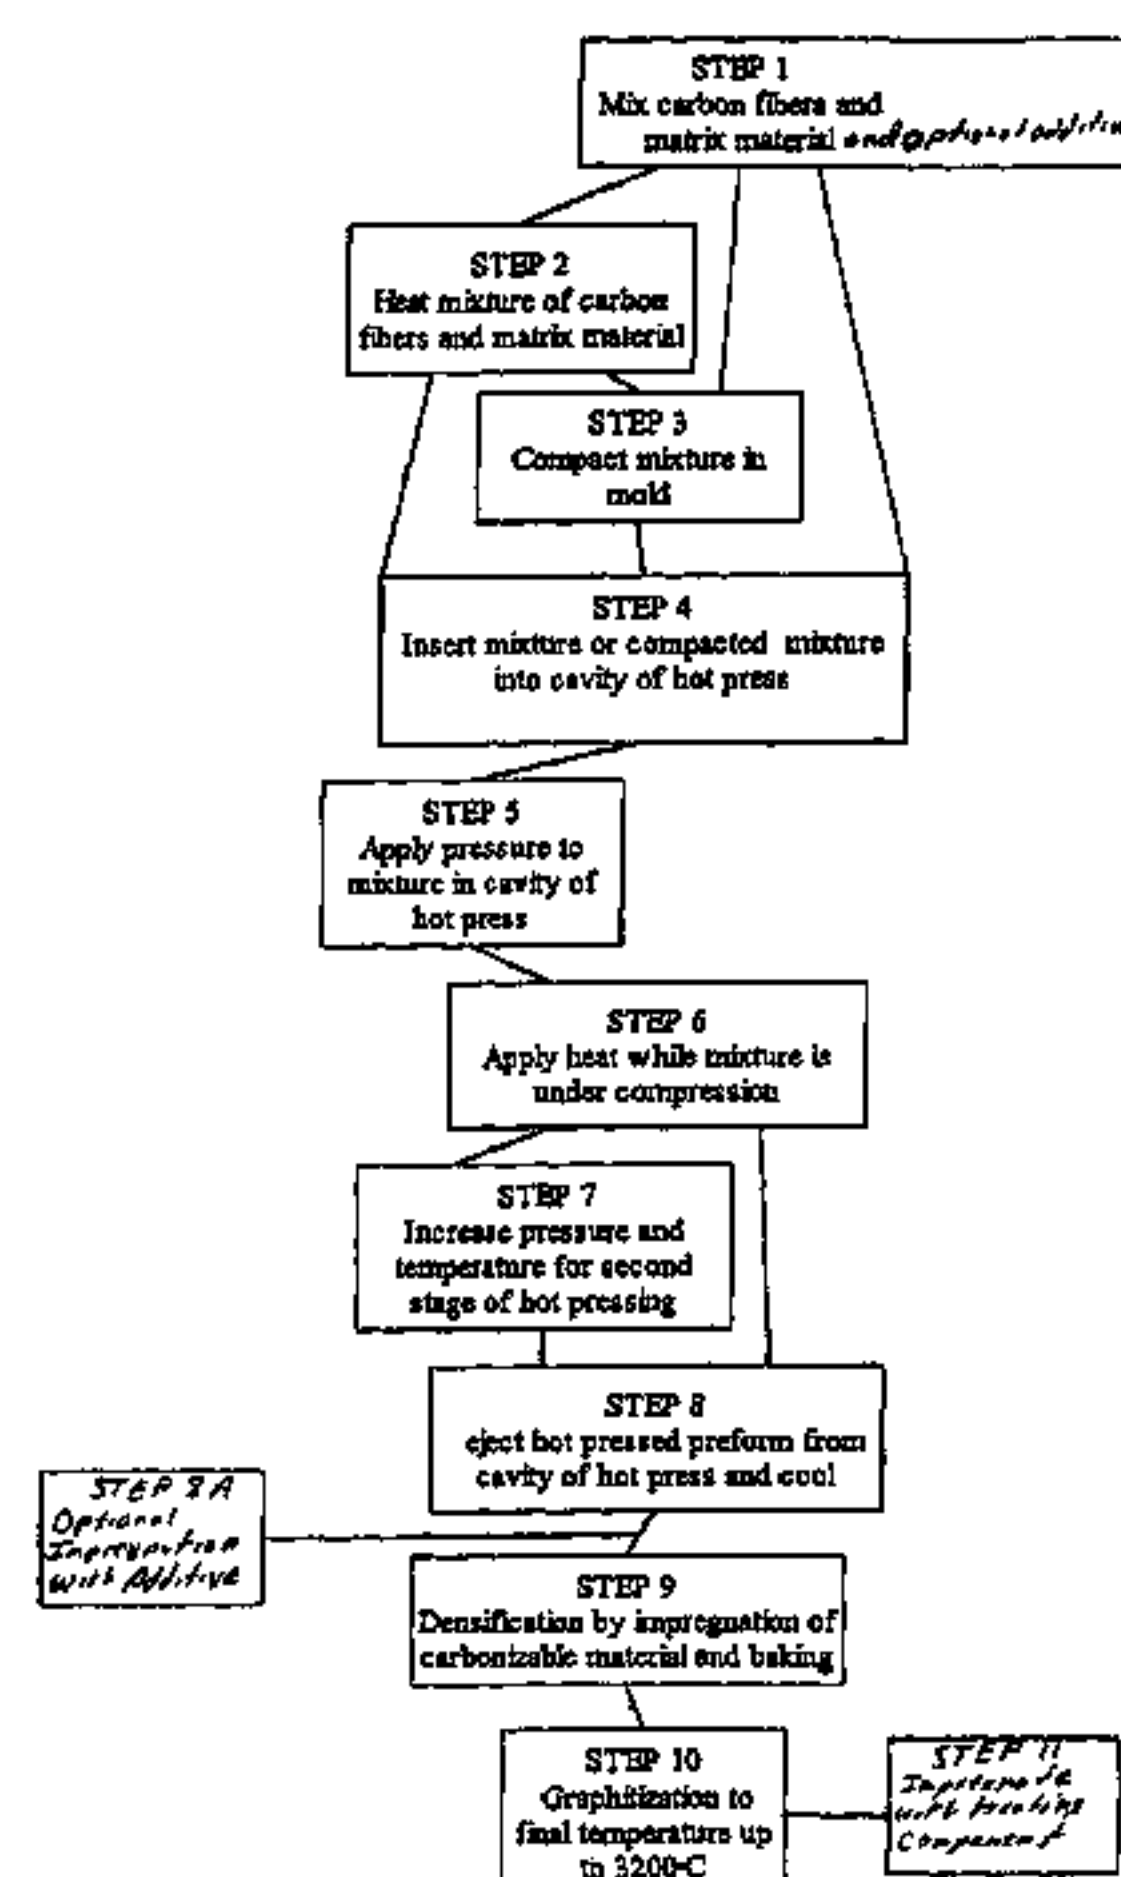 STEP 1
Mix carbon fibers and
matrix material and optional additiv
STEP 2
Heat mixture of carbon
fibers and matrix material
STEP 3
Compact mixture in
mold
STEP 4
Insert mixture or compacted mixture
into cavity of hot press
STEP 5
Apply pressure to
mixture in cavity of
hot press
STEP 6
Apply heat while mixture is
under compression
STEP 7
Increase pressure and
temperature for second
stage of hot pressing
STEP 8
eject hot pressed preform from
cavity of hot press and cool
STEP 8A
Optional
Impregnation
with Additive
STEP 9
Densification by impregnation of
carbonizable material and baking
STEP 10
Graphitization to
final temperature up
to 3200°C
STEP 11
Impregnate
with
Component